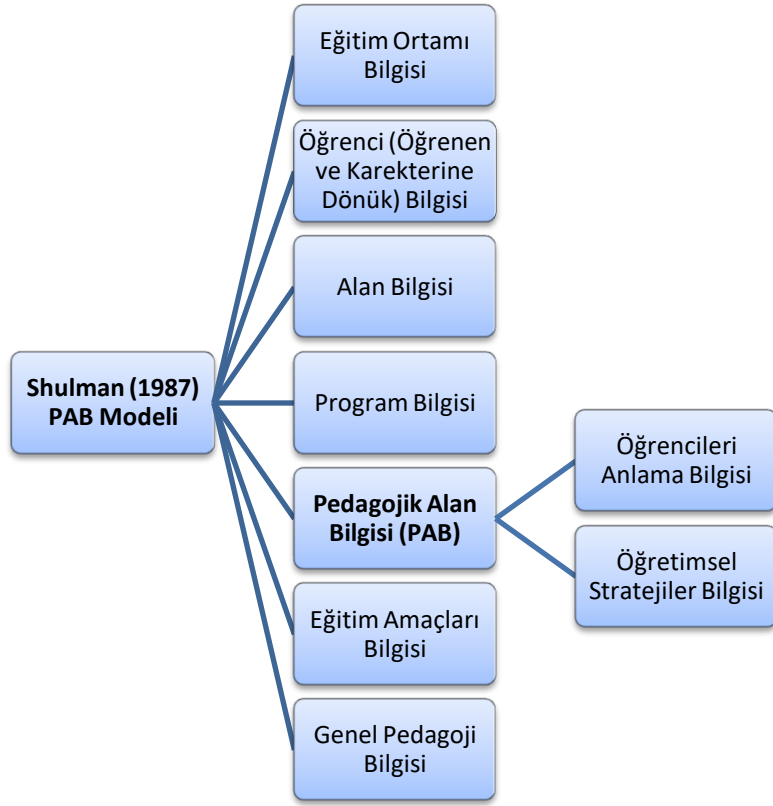 Eğitim Ortamı
Bilgisi
Öğrenci (Öğrenen
ve Karekterine
Dönük) Bilgisi
Alan Bilgisi
Shulman (1987)
PAB Modeli
Program Bilgisi
Pedagojik Alan
Bilgisi (PAB)
Öğrencileri
Anlama Bilgisi
Öğretimsel
Stratejiler Bilgisi
Eğitim Amaçları
Bilgisi
Genel Pedagoji
Bilgisi